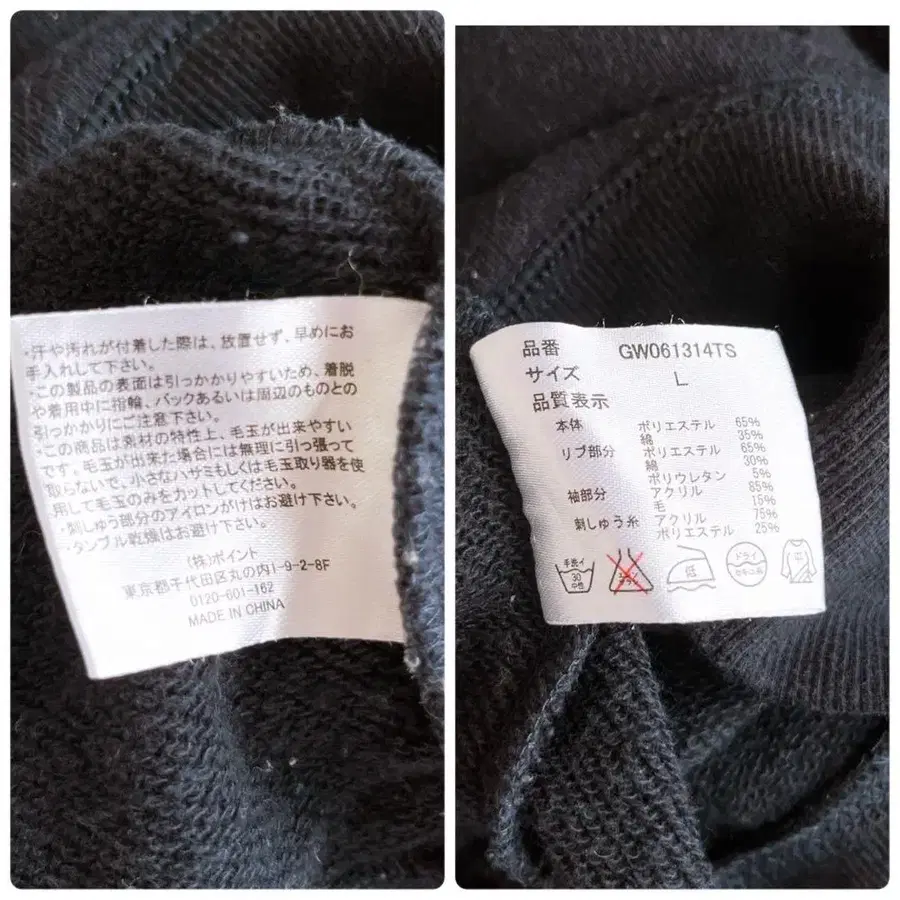 ・汗や汚れが付着した際は、放置せず、早めにお
手入れして下さい。
・この製品の表面は引っかかりやすいため、着脱
や着用中に指輪、バックあるいは周辺のものとの
引っかかりにご注意下さい。
・この商品は素材の特性上、毛玉が出来やすい
です。毛玉が出来た場合には無理に引っ張って
取らないで、小さなハサミもしくは毛玉取り器を使
用して毛玉のみをカットしてください。
・刺しゅう部分のアイロンがけはお避け下さい。
・タンブル乾燥はお避け下さい。
(株)ポイント
東京都千代田区丸の内1-9-2-8F
0120-601-162
MADE IN CHINA
品番 GW061314TS
サイズ L
品質表示
本体 ポリエステル 65%
綿 35%
リブ部分 ポリエステル 65%
綿 30%
ポリウレタン 5%
袖部分 アクリル 85%
毛 15%
刺しゅう糸 アクリル 75%
ポリエステル 25%
手洗イ 30 中性
エンソ サラシ
低
ドライ
セキユ系
平